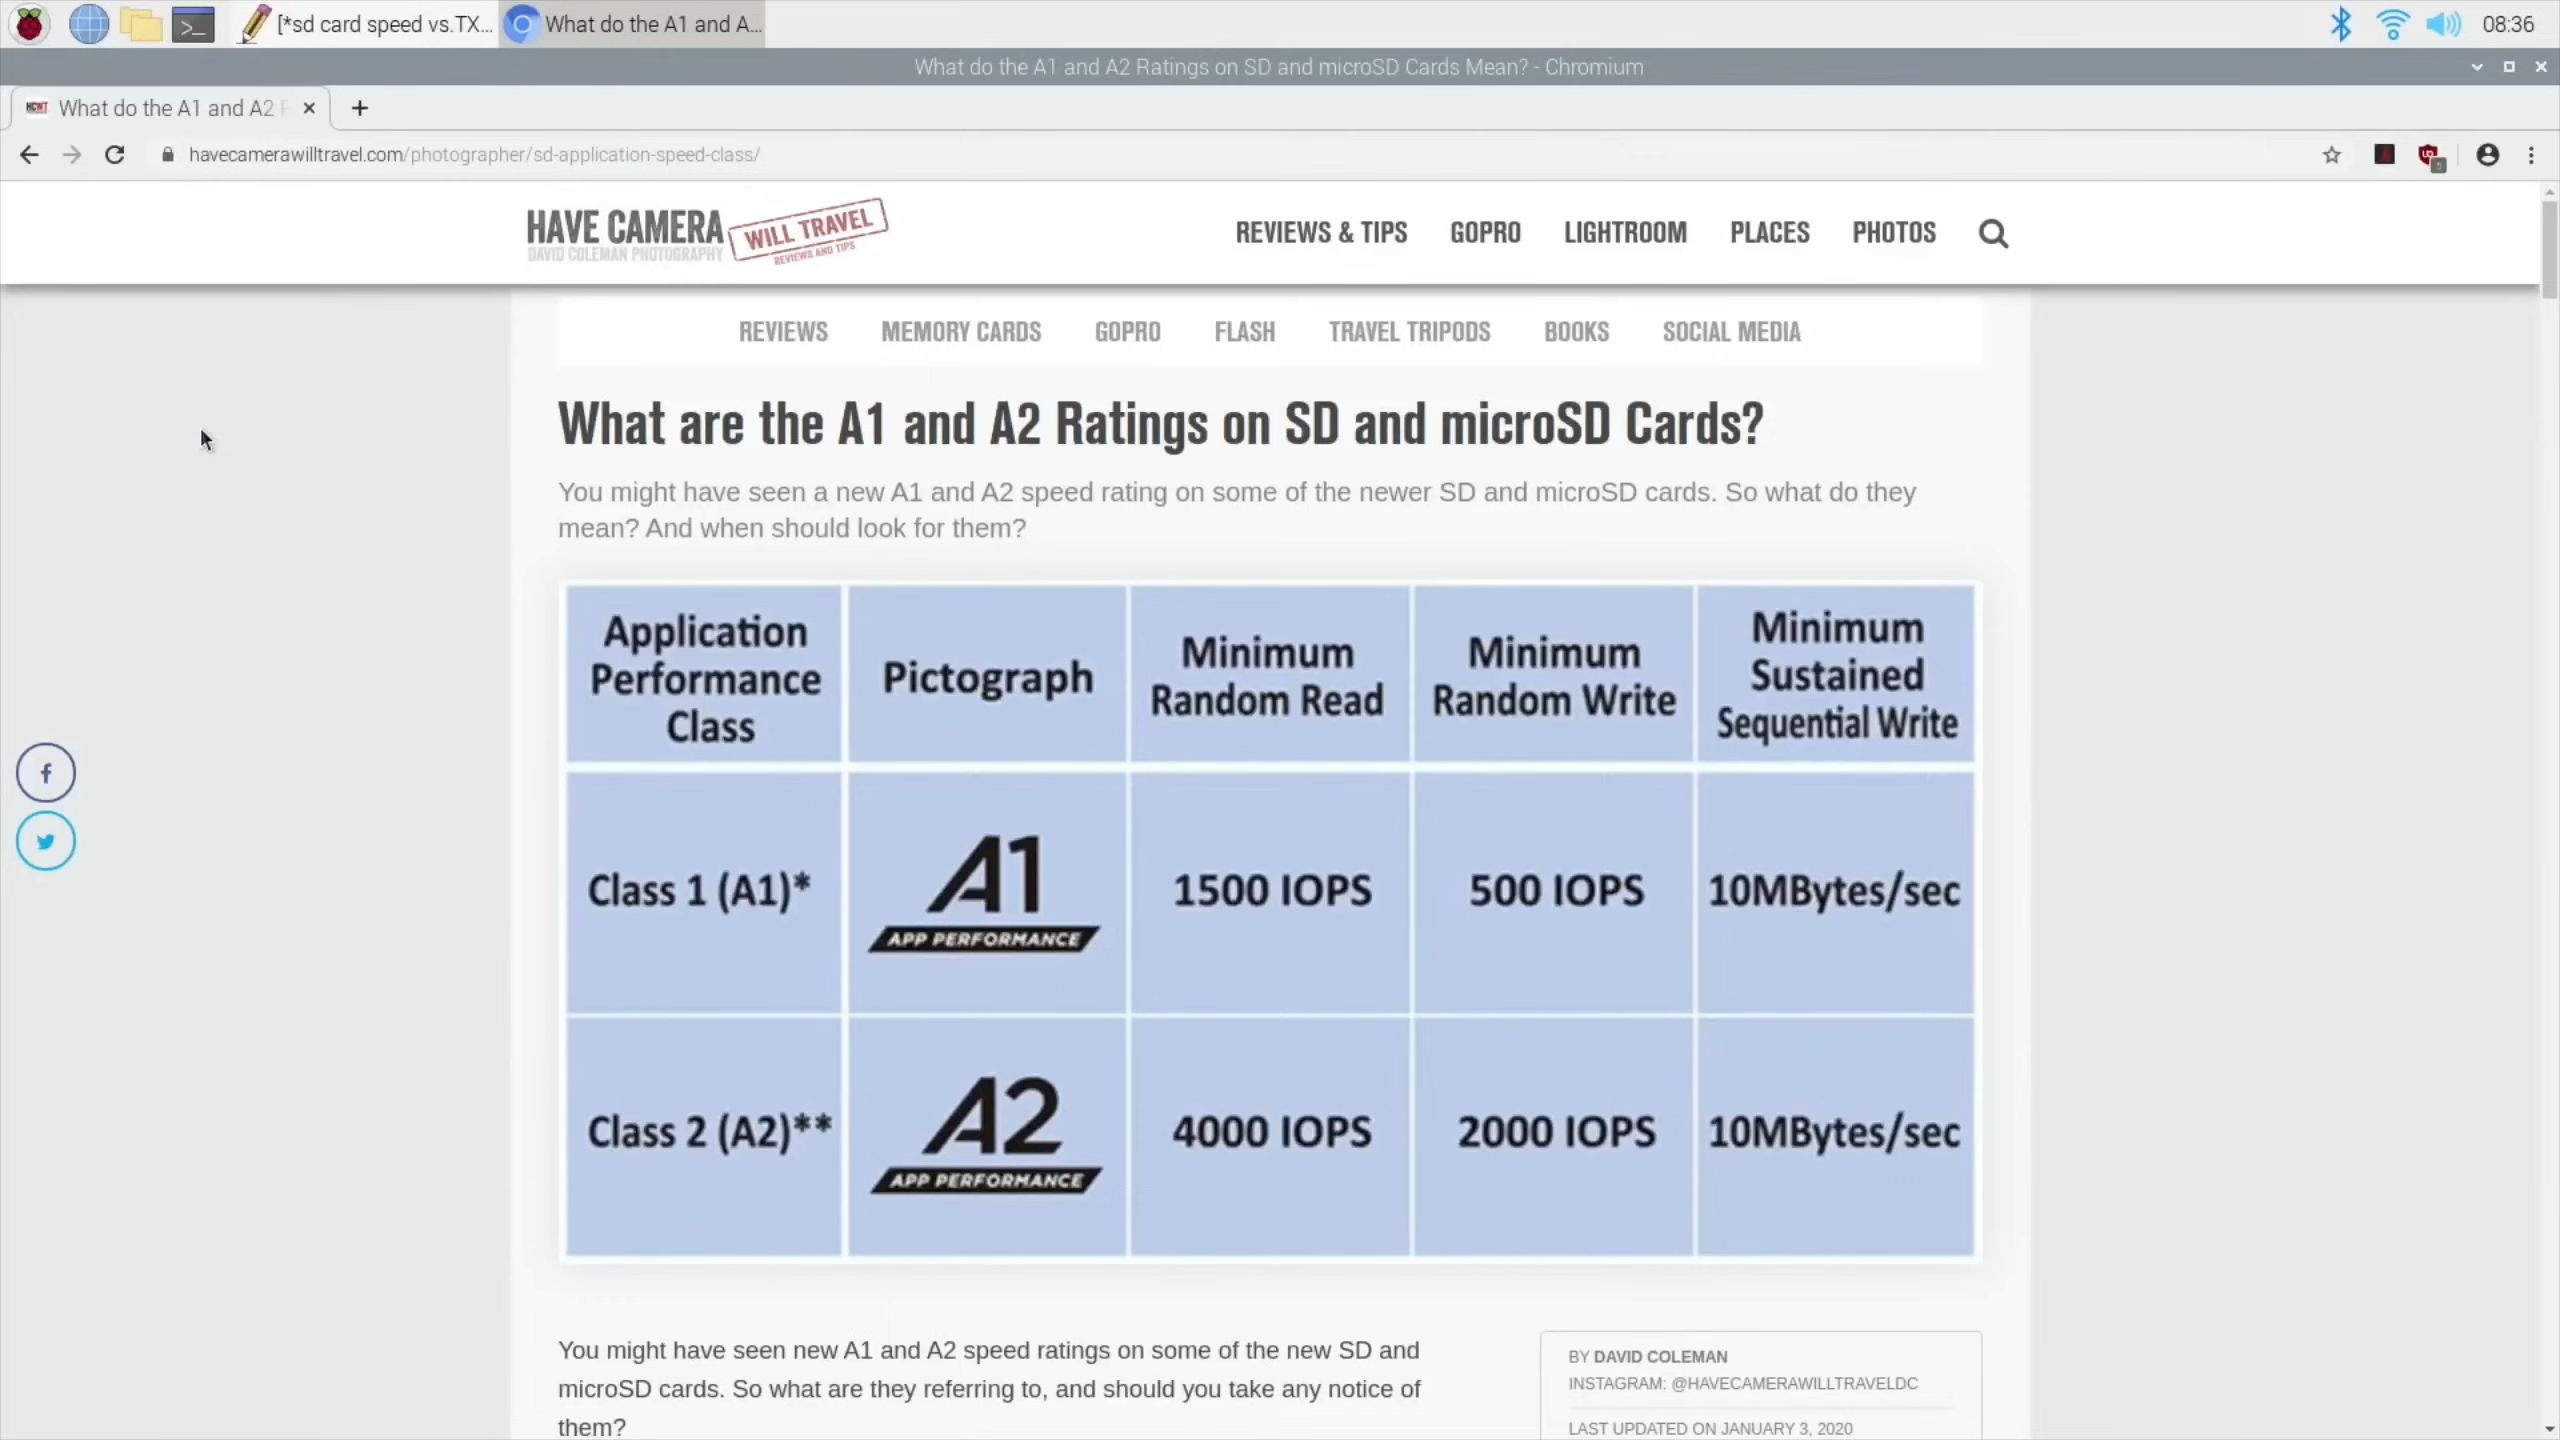 [*sd card speed vs.TX...
What do the A1 and A...
08:36
What do the A1 and A2 Ratings on SD and microSD Cards Mean? - Chromium
HCWT
What do the A1 and A2
havecamerawilltravel.com/photographer/sd-application-speed-class/
HAVE CAMERA
DAVID COLEMAN PHOTOGRAPHY
WILL TRAVEL
REVIEWS AND TIPS
REVIEWS & TIPS
GOPRO
LIGHTROOM
PLACES
PHOTOS
REVIEWS
MEMORY CARDS
GOPRO
FLASH
TRAVEL TRIPODS
BOOKS
SOCIAL MEDIA
What are the A1 and A2 Ratings on SD and microSD Cards?
You might have seen a new A1 and A2 speed rating on some of the newer SD and microSD cards. So what do they
mean? And when should look for them?
Application
Performance
Class
Pictograph
Minimum
Random Read
Minimum
Random Write
Minimum
Sustained
Sequential Write
Class 1 (A1)*
A1
APP PERFORMANCE
1500 IOPS
500 IOPS
10MBytes/sec
Class 2 (A2)**
A2
APP PERFORMANCE
4000 IOPS
2000 IOPS
10MBytes/sec
You might have seen new A1 and A2 speed ratings on some of the new SD and
microSD cards. So what are they referring to, and should you take any notice of
them?
BY DAVID COLEMAN
INSTAGRAM: @HAVECAMERAWILLTRAVELDC
LAST UPDATED ON JANUARY 3, 2020